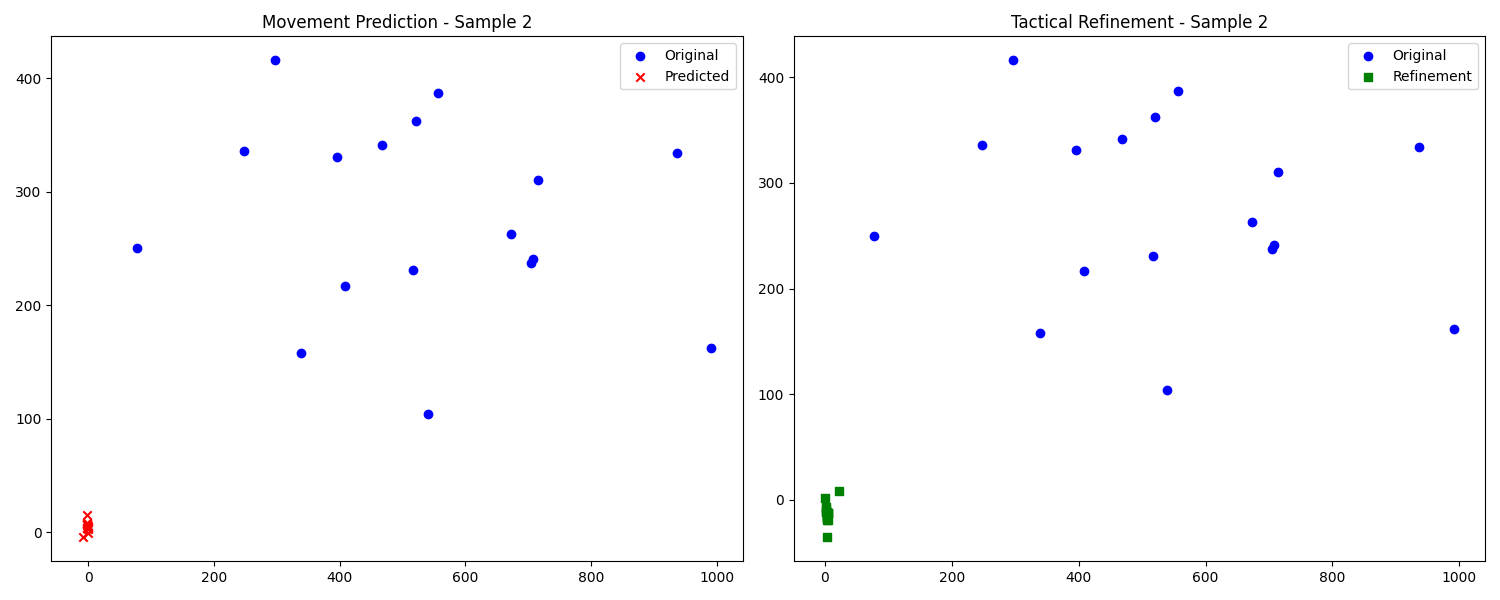 Movement Prediction - Sample 2
Original
Predicted
400
300
200
100
0
0 200 400 600 800 1000
Tactical Refinement - Sample 2
Original
Refinement
400
300
200
100
0
0 200 400 600 800 1000